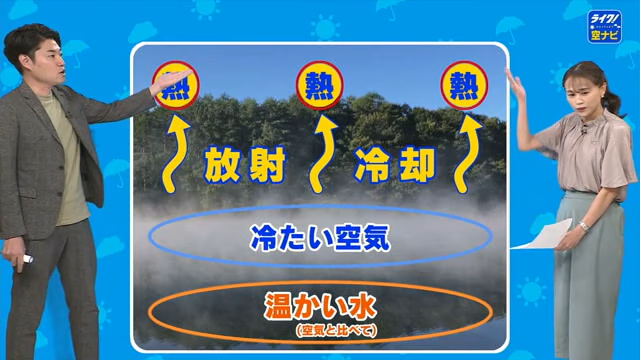 ライク!
空ナビ
熱 熱 熱
放射 冷却
冷たい空気
温かい水
(空気と比べて)